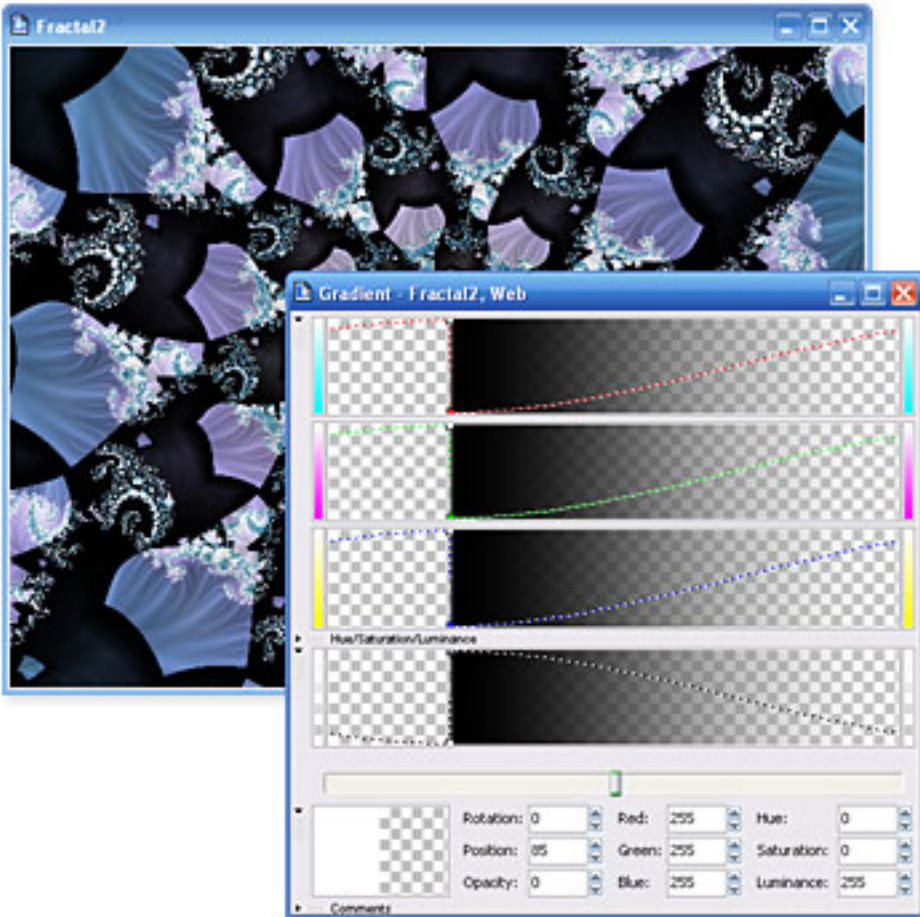 Fractal2
Gradient - Fractal2, Web
Hue/Saturation/Luminance
Rotation: 0 Red: 255 Hue: 0
Position: 85 Green: 255 Saturation: 0
Opacity: 0 Blue: 255 Luminance: 255
Comments